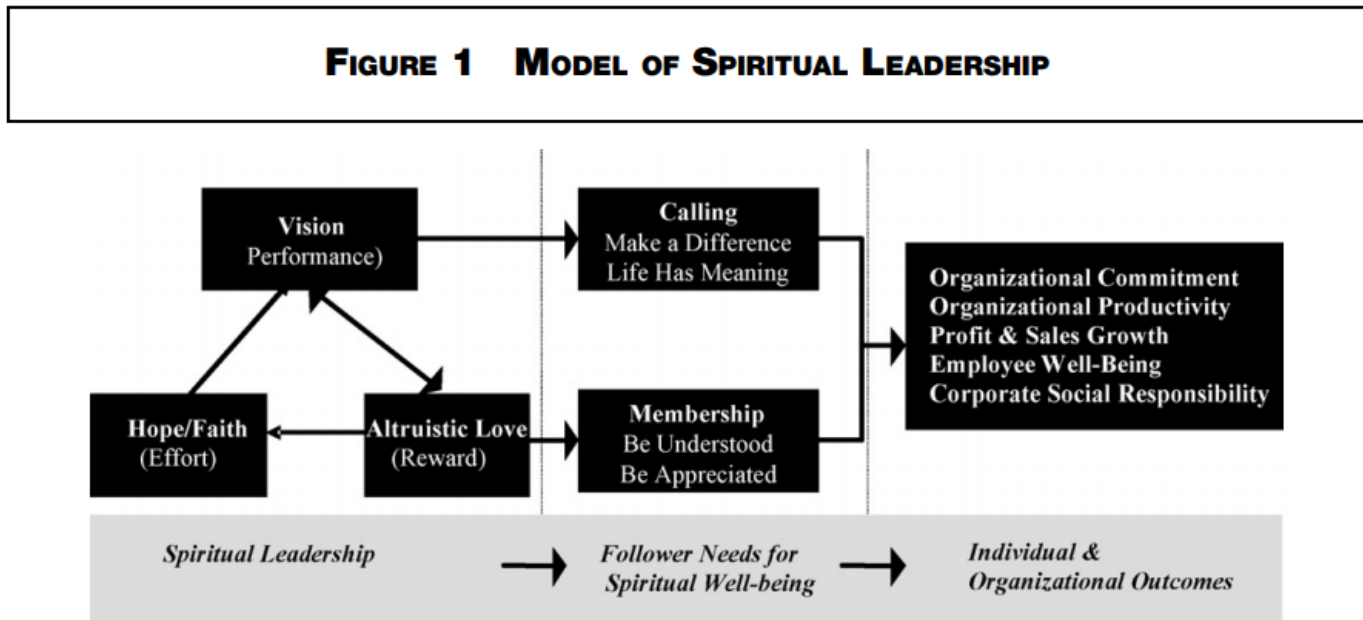 FIGURE 1 MODEL OF SPIRITUAL LEADERSHIP
Vision
Performance)
Hope/Faith
(Effort)
Altruistic Love
(Reward)
Calling
Make a Difference
Life Has Meaning
Membership
Be Understood
Be Appreciated
Organizational Commitment
Organizational Productivity
Profit & Sales Growth
Employee Well-Being
Corporate Social Responsibility
Spiritual Leadership
Follower Needs for
Spiritual Well-being
Individual &
Organizational Outcomes